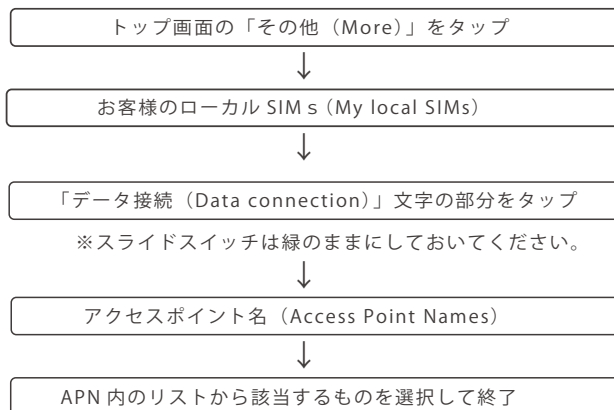 トップ画面の「その他（More）」をタップ
↓
お客様のローカル SIM s（My local SIMs）
↓
「データ接続（Data connection）」文字の部分をタップ
※スライドスイッチは緑のままにしておいてください。
↓
アクセスポイント名（Access Point Names）
↓
APN 内のリストから該当するものを選択して終了